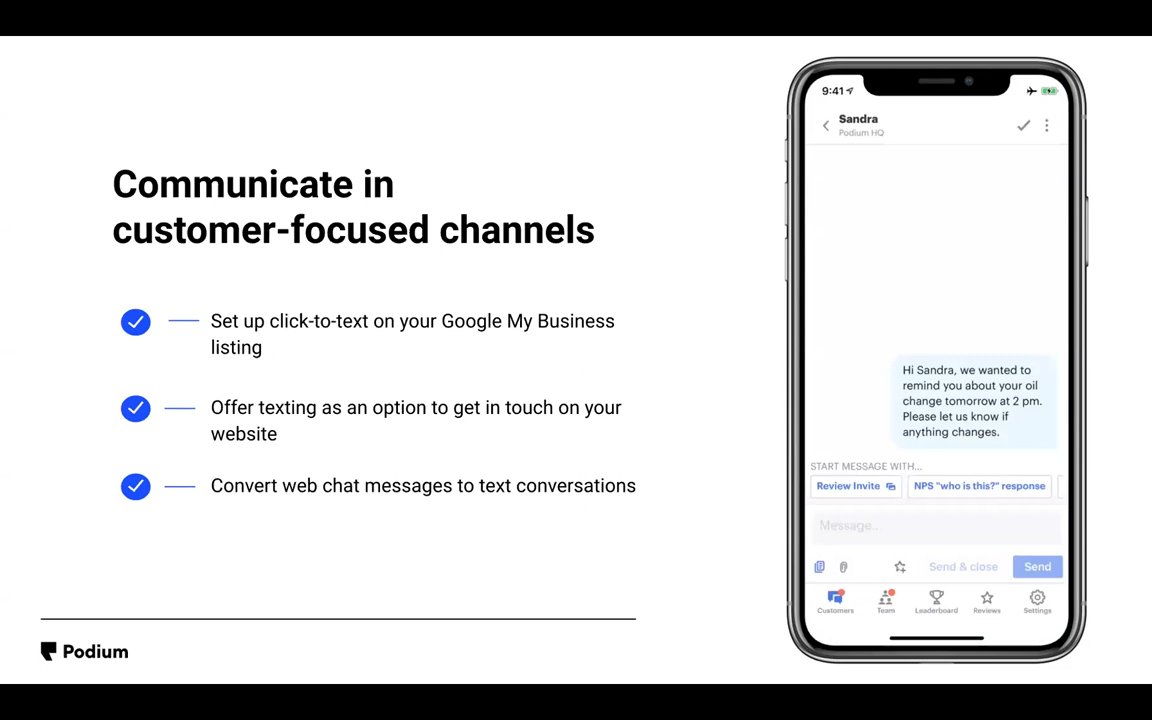 Communicate in
customer-focused channels
Set up click-to-text on your Google My Business
listing
Offer texting as an option to get in touch on your
website
Convert web chat messages to text conversations
Podium
9:41
Sandra
Podium HQ
Hi Sandra, we wanted to
remind you about your oil
change tomorrow at 2 pm.
Please let us know if
anything changes.
START MESSAGE WITH...
Review Invite
NPS "who is this?" response
Message...
Send & close
Send
Customers
Team
Leaderboard
Reviews
Settings